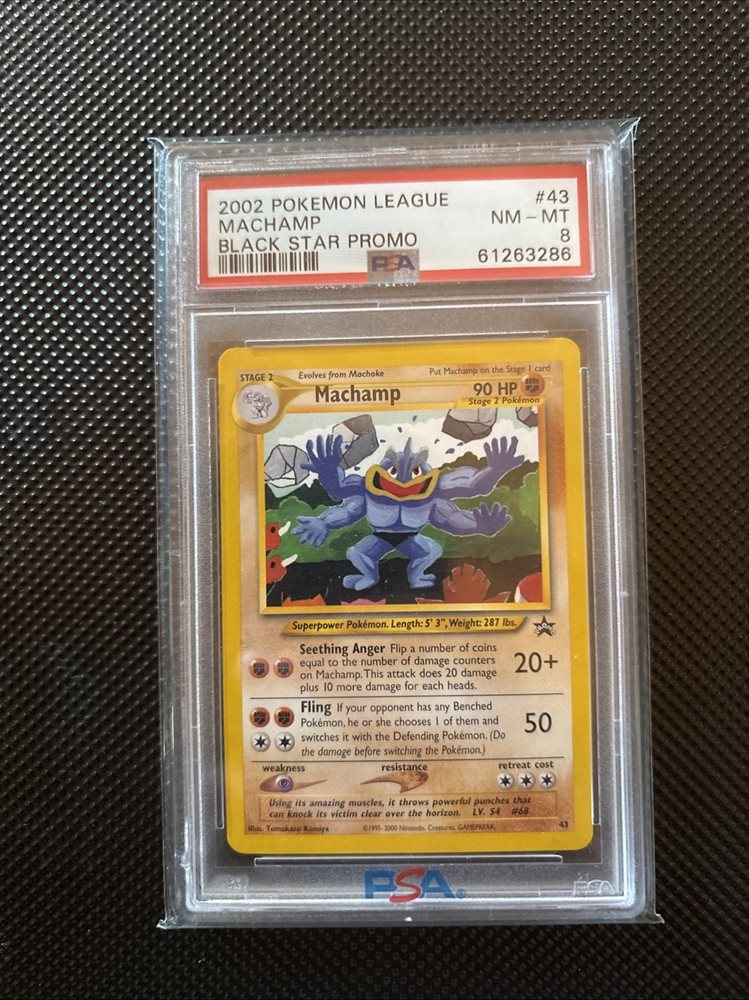 2002 POKEMON LEAGUE #43
MACHAMP NM - MT
BLACK STAR PROMO 8
PSA 61263286
STAGE 2 Evolves from Machoke Put Machamp on the Stage 1 card
Machamp 90 HP
Stage 2 Pokémon
Superpower Pokémon. Length: 5' 3", Weight: 287 lbs.
PROMO
Seething Anger Flip a number of coins
equal to the number of damage counters
on Machamp. This attack does 20 damage
plus 10 more damage for each heads.
20+
Fling If your opponent has any Benched
Pokémon, he or she chooses 1 of them and
switches it with the Defending Pokémon. (Do
the damage before switching the Pokémon.)
50
weakness resistance retreat cost
Using its amazing muscles, it throws powerful punches that
can knock its victim clear over the horizon. LV. 54 #68
Illus. Tomokazu Komiya ©1995-2000 Nintendo, Creatures, GAMEFREAK. 43
PSA®
PSA